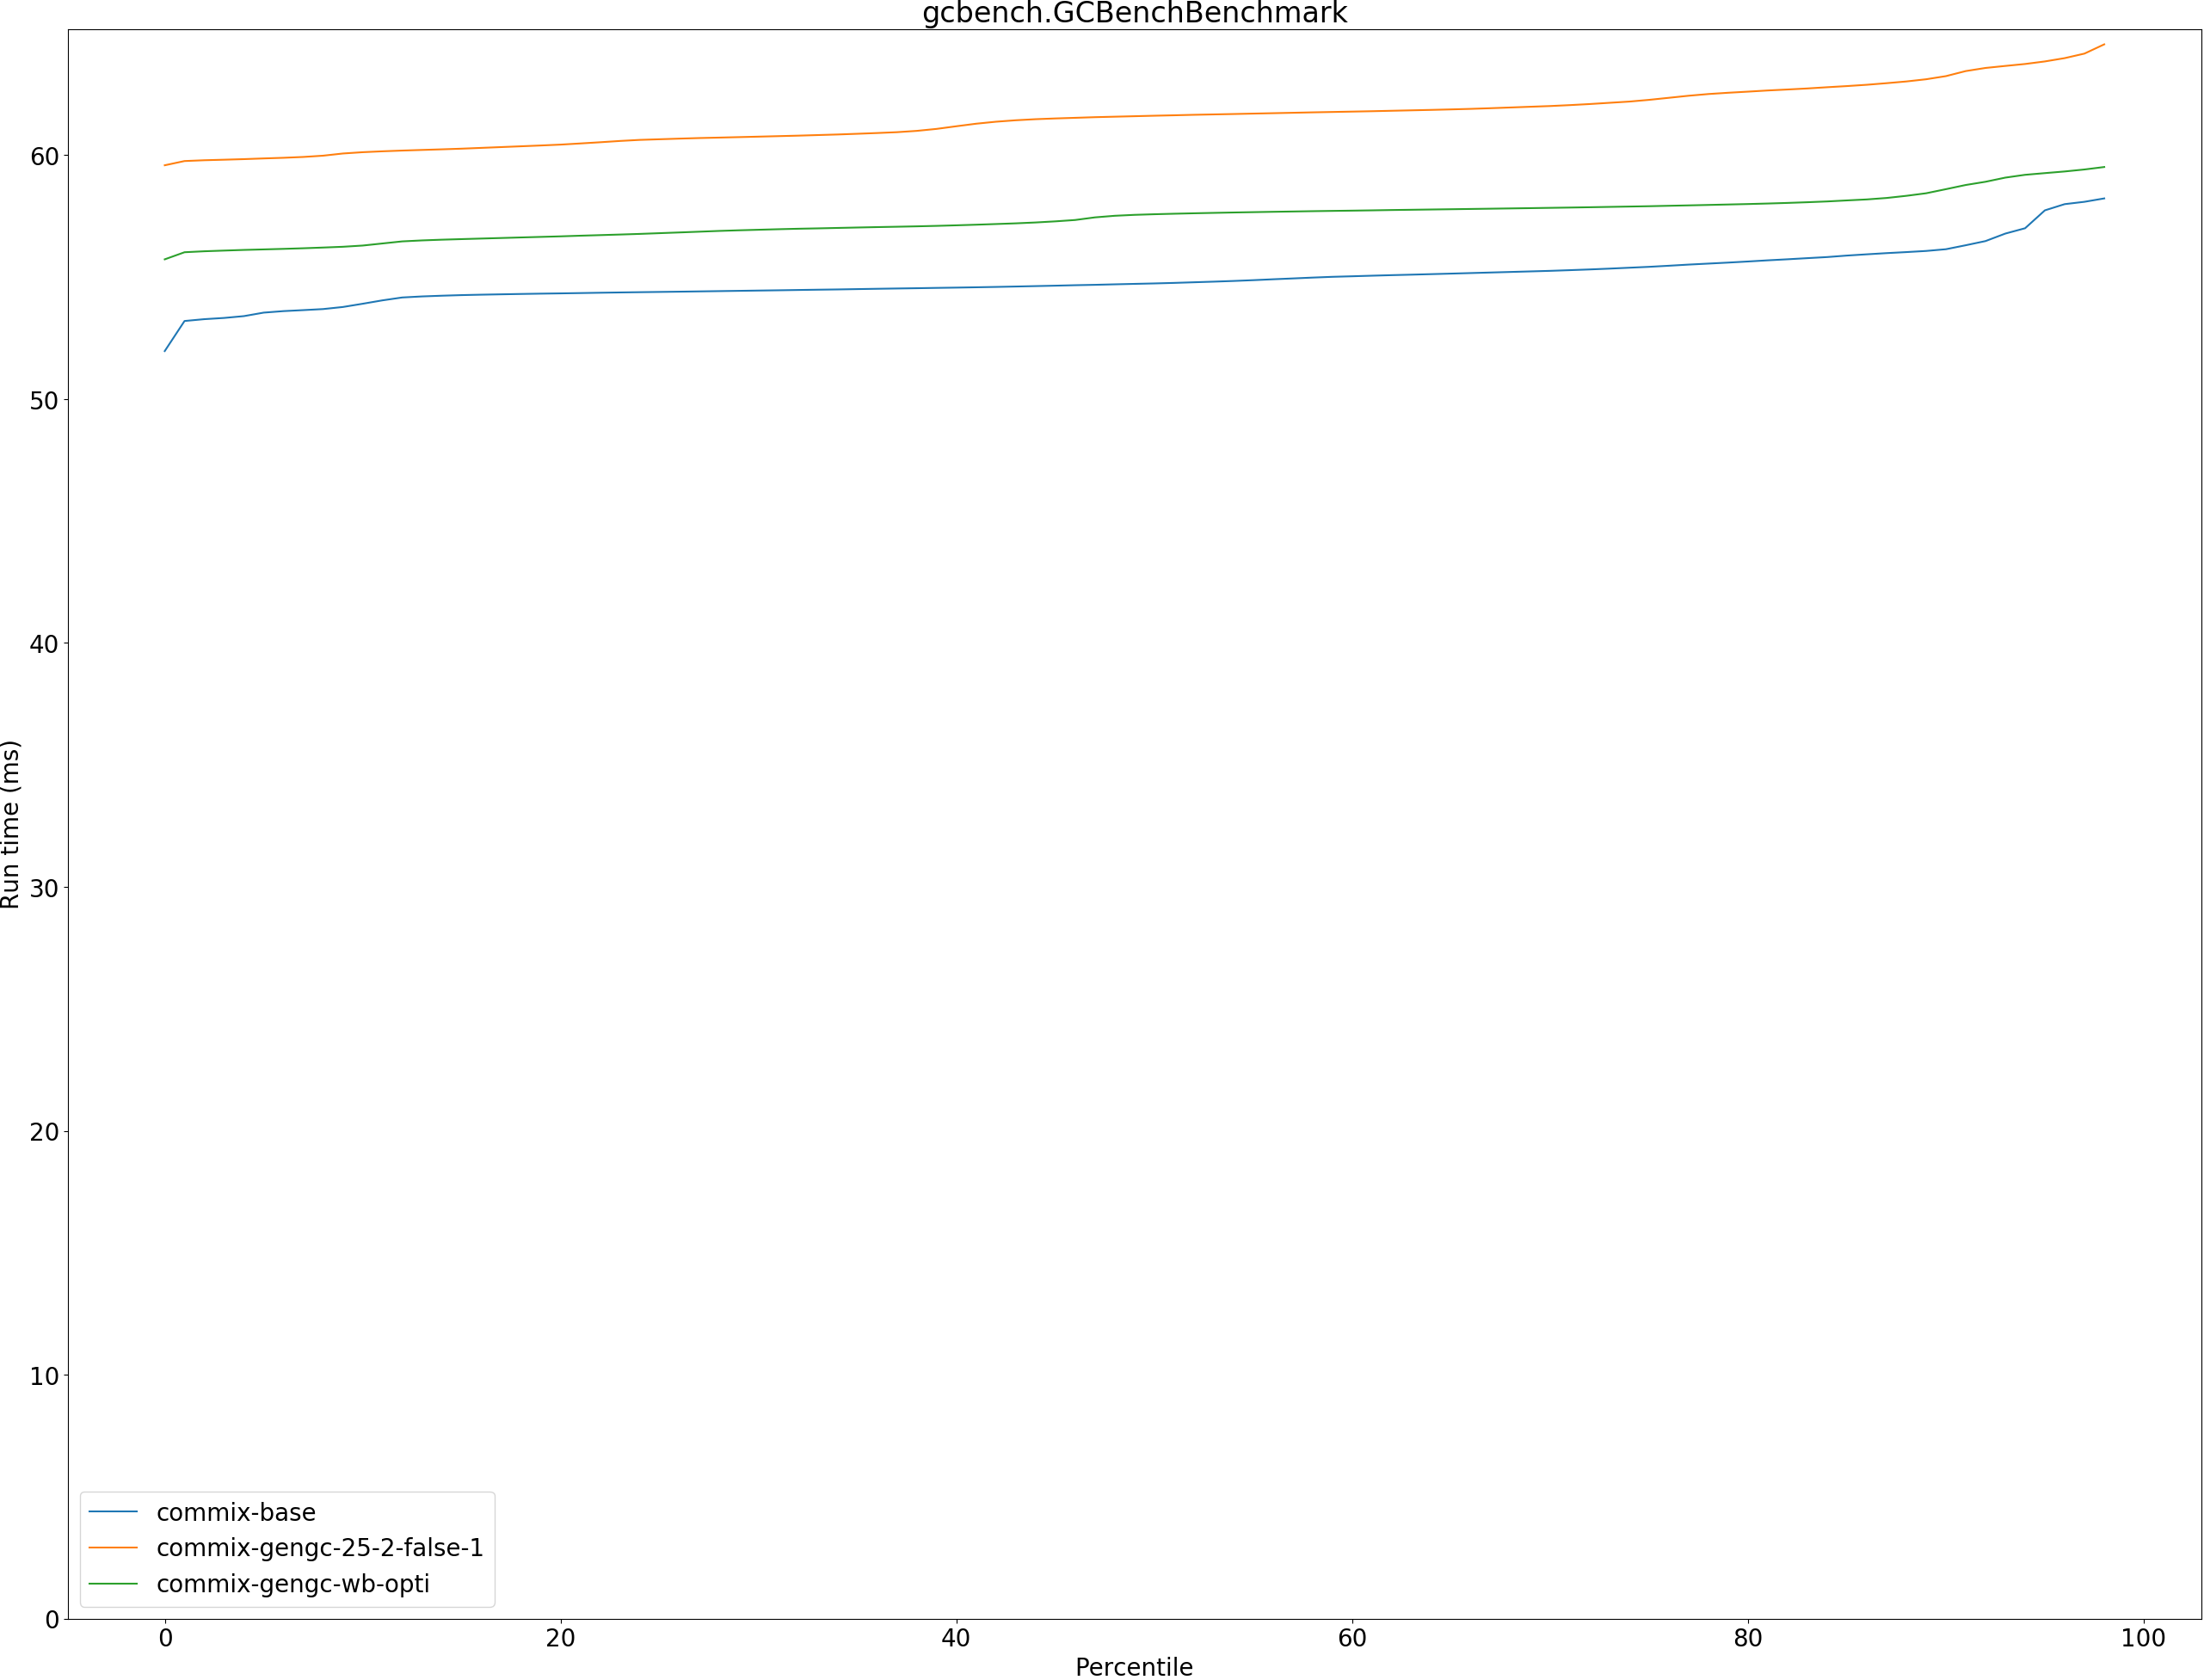 gcbench.GCBenchBenchmark
Run time (ms)
60
50
40
30
20
10
0
commix-base
commix-gengc-25-2-false-1
commix-gengc-wb-opti
0 20 40 60 80 100
Percentile